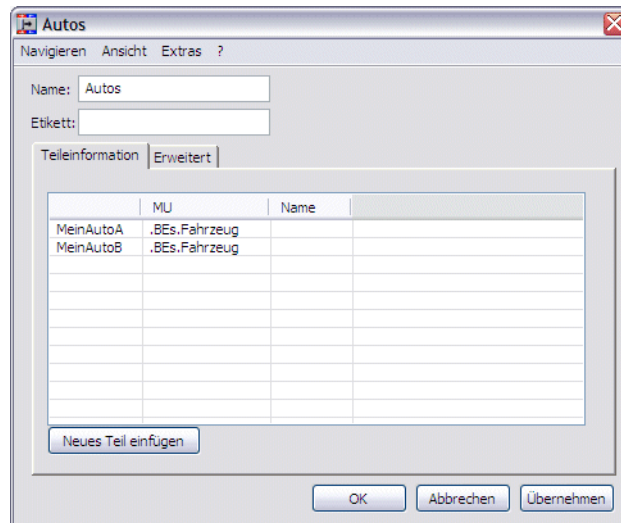 Autos
Navigieren Ansicht Extras ?
Name: Autos
Etikett:
Teileinformation Erweitert
MU Name
MeinAutoA .BEs.Fahrzeug
MeinAutoB .BEs.Fahrzeug
Neues Teil einfügen
OK Abbrechen Übernehmen